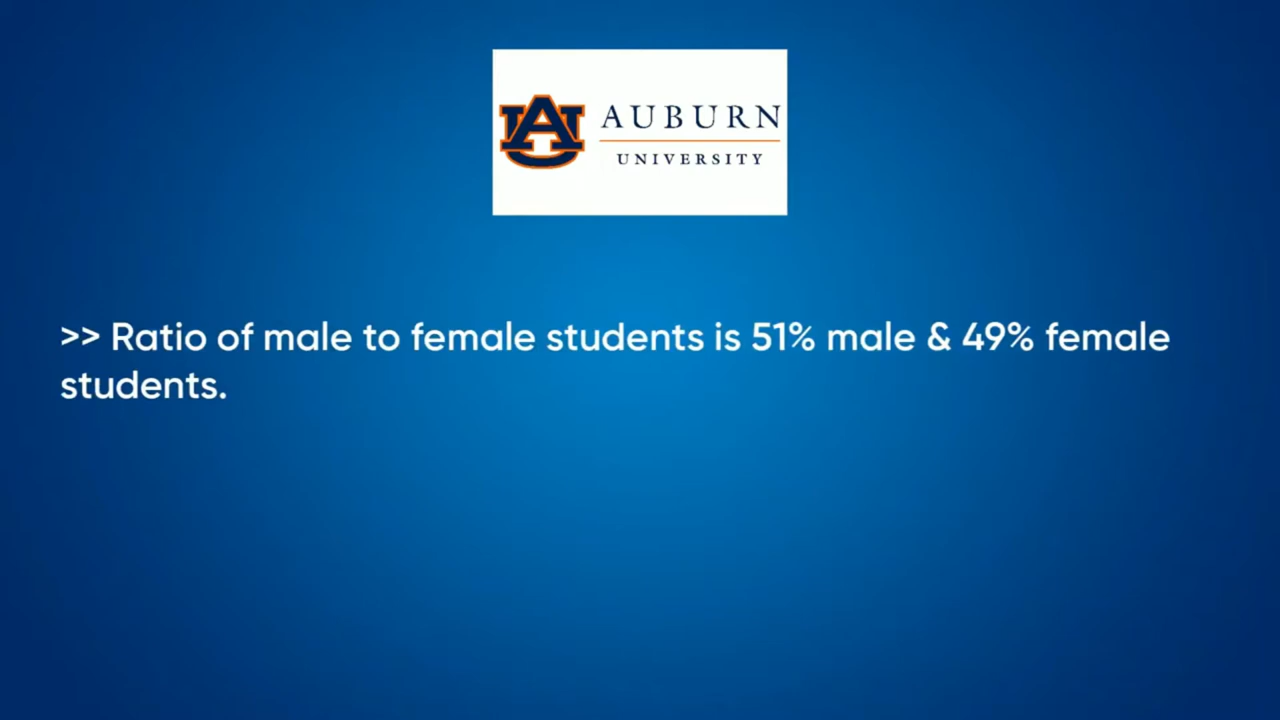 AUBURN
UNIVERSITY
>> Ratio of male to female students is 51% male & 49% female
students.